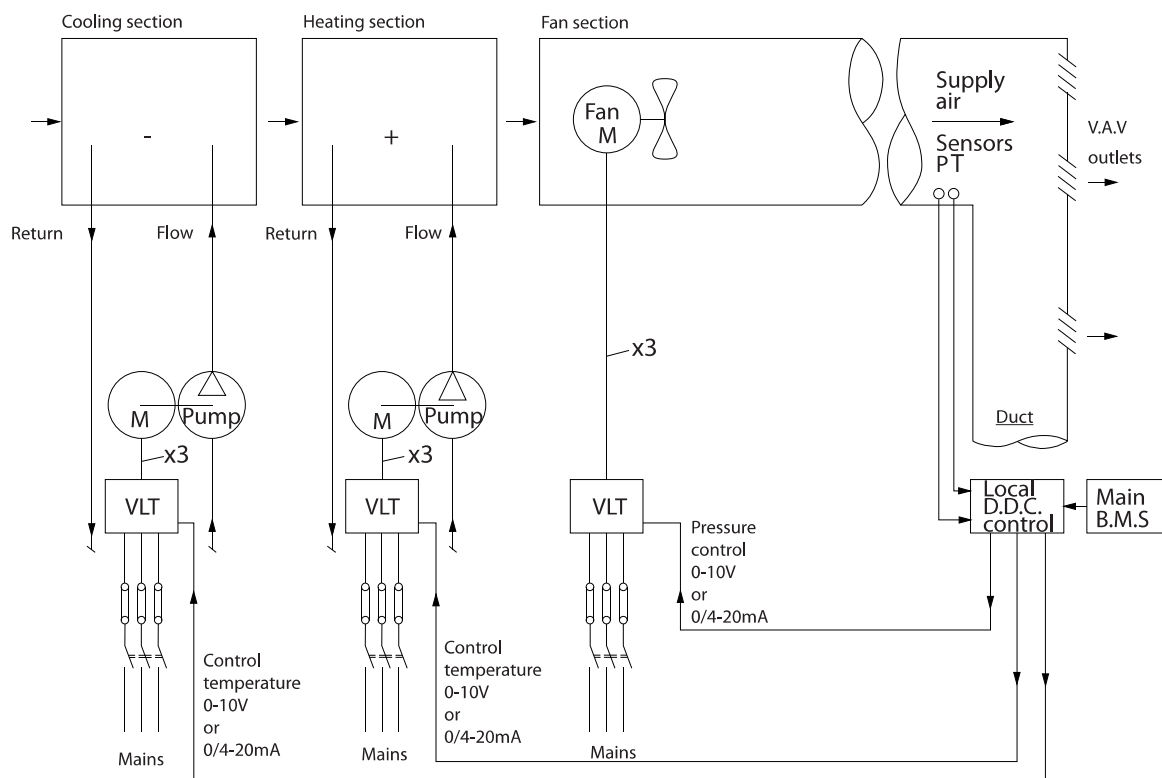 Cooling section
Heating section
Fan section
-
+
Fan
M
Supply
air
Sensors
PT
V.A.V
outlets
Return
Flow
Return
Flow
x3
M
Pump
M
Pump
Duct
x3
x3
VLT
VLT
VLT
Local
D.D.C.
control
Main
B.M.S
Pressure
control
0-10V
or
0/4-20mA
Control
temperature
0-10V
or
0/4-20mA
Control
temperature
0-10V
or
0/4-20mA
Mains
Mains
Mains